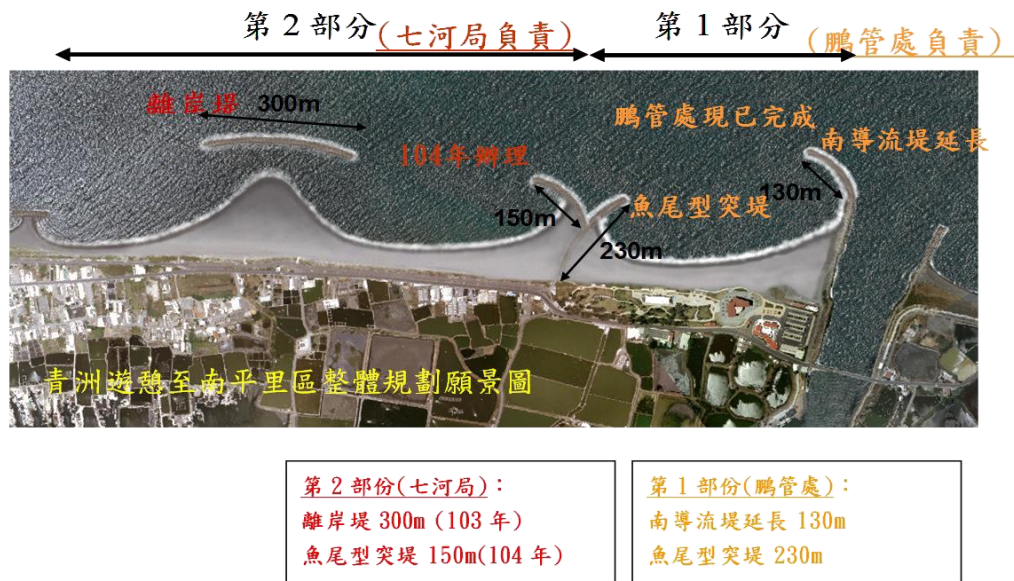 第 2 部分(七河局負責)
第 1 部分
(鵬管處負責)
離岸堤
300m
鵬管處現已完成
南導流堤延長
104年辦理
130m
150m
魚尾型突堤
230m
青洲遊憩至南平里區整體規劃願景圖
第 2 部份(七河局):
離岸堤 300m (103 年)
魚尾型突堤 150m(104 年)
第 1 部份(鵬管處):
南導流堤延長 130m
魚尾型突堤 230m